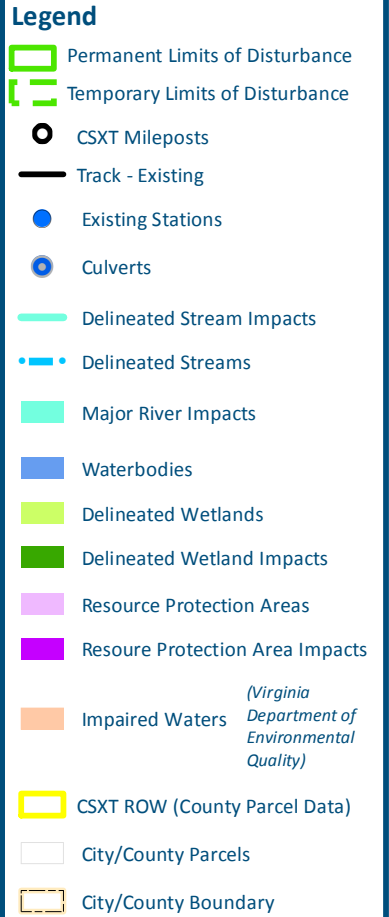 Legend
Permanent Limits of Disturbance
Temporary Limits of Disturbance
CSXT Mileposts
Track - Existing
Existing Stations
Culverts
Delineated Stream Impacts
Delineated Streams
Major River Impacts
Waterbodies
Delineated Wetlands
Delineated Wetland Impacts
Resource Protection Areas
Resoure Protection Area Impacts
Impaired Waters
(Virginia
Department of
Environmental
Quality)
CSXT ROW (County Parcel Data)
City/County Parcels
City/County Boundary